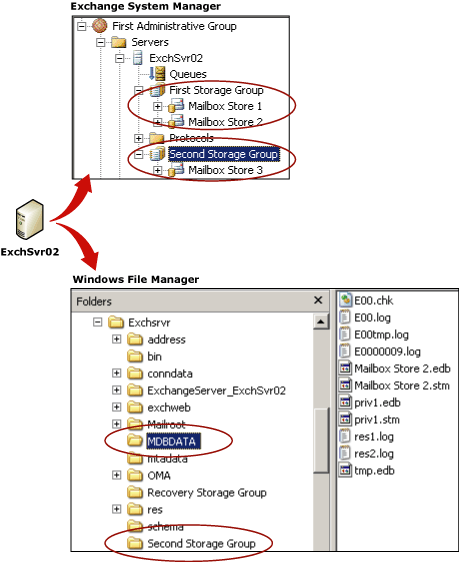 Exchange System Manager
First Administrative Group
Servers
ExchSvr02
Queues
First Storage Group
Mailbox Store 1
Mailbox Store 2
Protocols
Second Storage Group
Mailbox Store 3
ExchSvr02
Windows File Manager
Folders
Exchsrvr
address
bin
conndata
ExchangeServer_ExchSvr02
exchweb
Mailroot
MDBDATA
mtadata
OMA
Recovery Storage Group
res
schema
Second Storage Group
E00.chk
E00.log
E00tmp.log
E0000009.log
Mailbox Store 2.edb
Mailbox Store 2.stm
priv1.edb
priv1.stm
res1.log
res2.log
tmp.edb